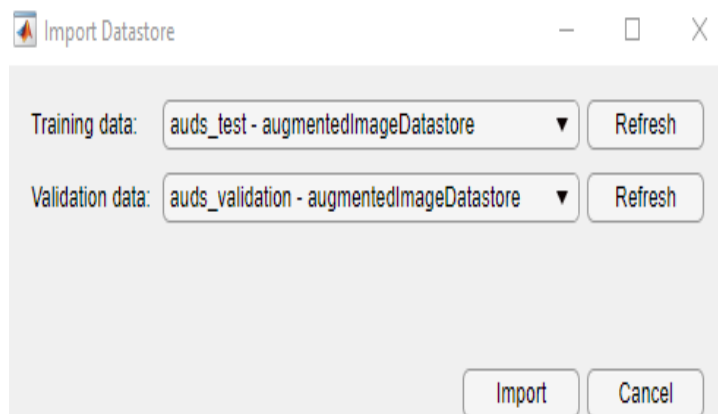 Import Datastore
Training data: auds_test - augmentedImageDatastore Refresh
Validation data: auds_validation - augmentedImageDatastore Refresh
Import Cancel